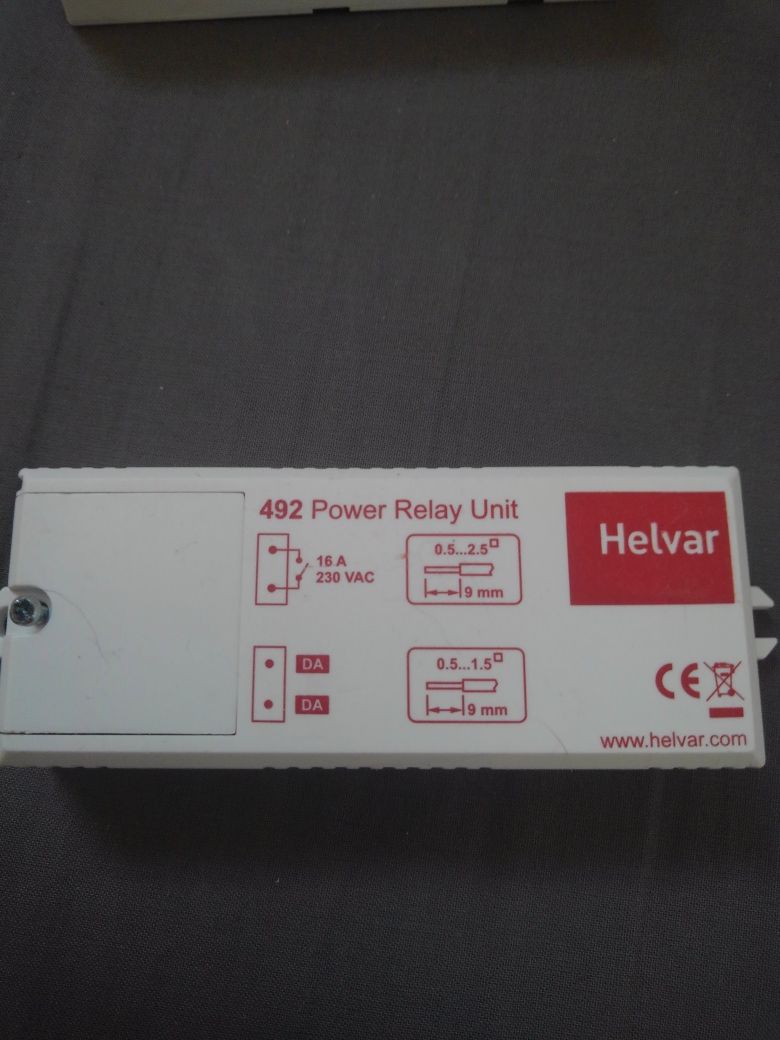 492 Power Relay Unit
Helvar
16 A
230 VAC
0.5...2.5
9 mm
DA
DA
0.5...1.5
9 mm
CE
www.helvar.com